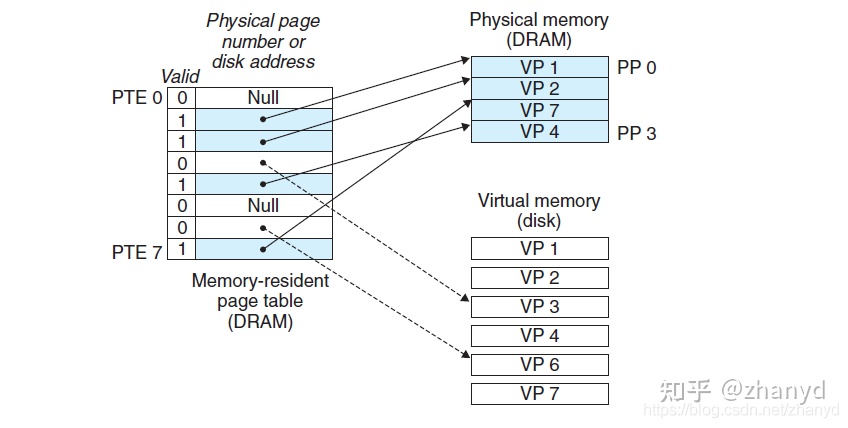 Physical page
number or
disk address
Valid
PTE 0
0
Null
1
1
0
1
0
Null
0
PTE 7
1
Memory-resident
page table
(DRAM)
Physical memory
(DRAM)
VP 1
PP 0
VP 2
VP 7
VP 4
PP 3
Virtual memory
(disk)
VP 1
VP 2
VP 3
VP 4
VP 6
VP 7
知乎 @zhanyd
https://blog.csdn.net/zhanyd